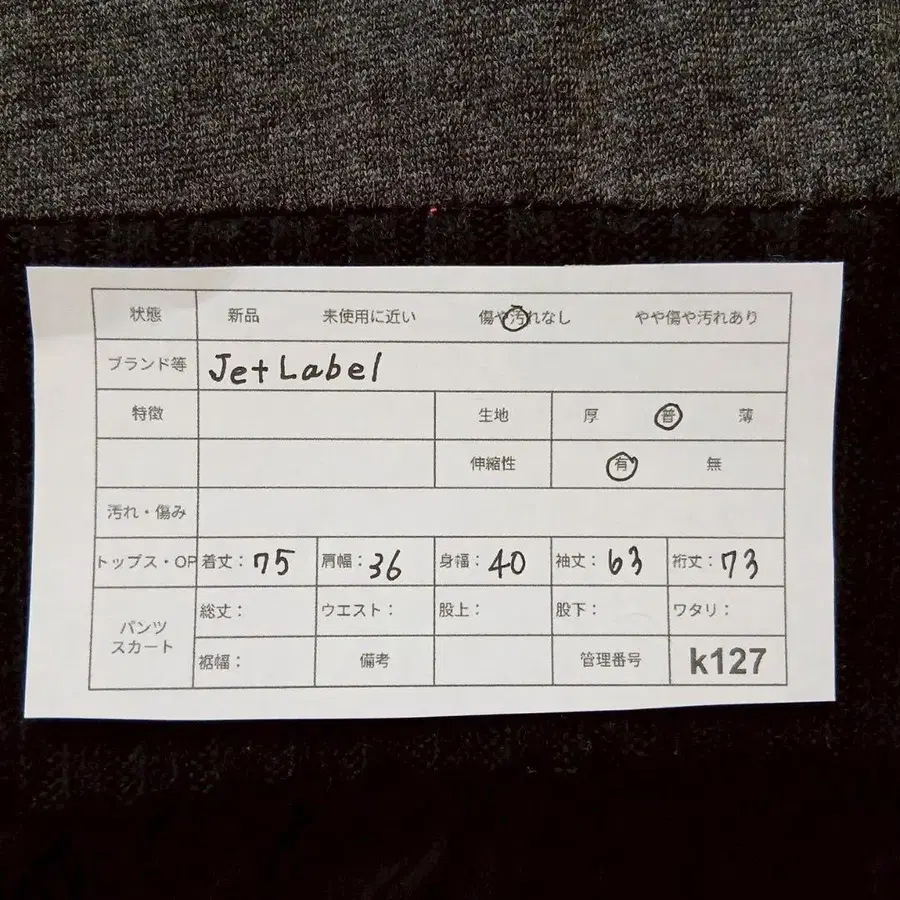 状態 新品 未使用に近い 傷や汚れなし やや傷や汚れあり
ブランド等 Jet Label
特徴 生地 厚 普 薄
伸縮性 有 無
汚れ・傷み
トップス・OP 着丈：75 肩幅：36 身幅：40 袖丈：63 裄丈：73
パンツ
スカート
総丈： ウエスト： 股上： 股下： ワタリ：
裾幅： 備考 管理番号 k127